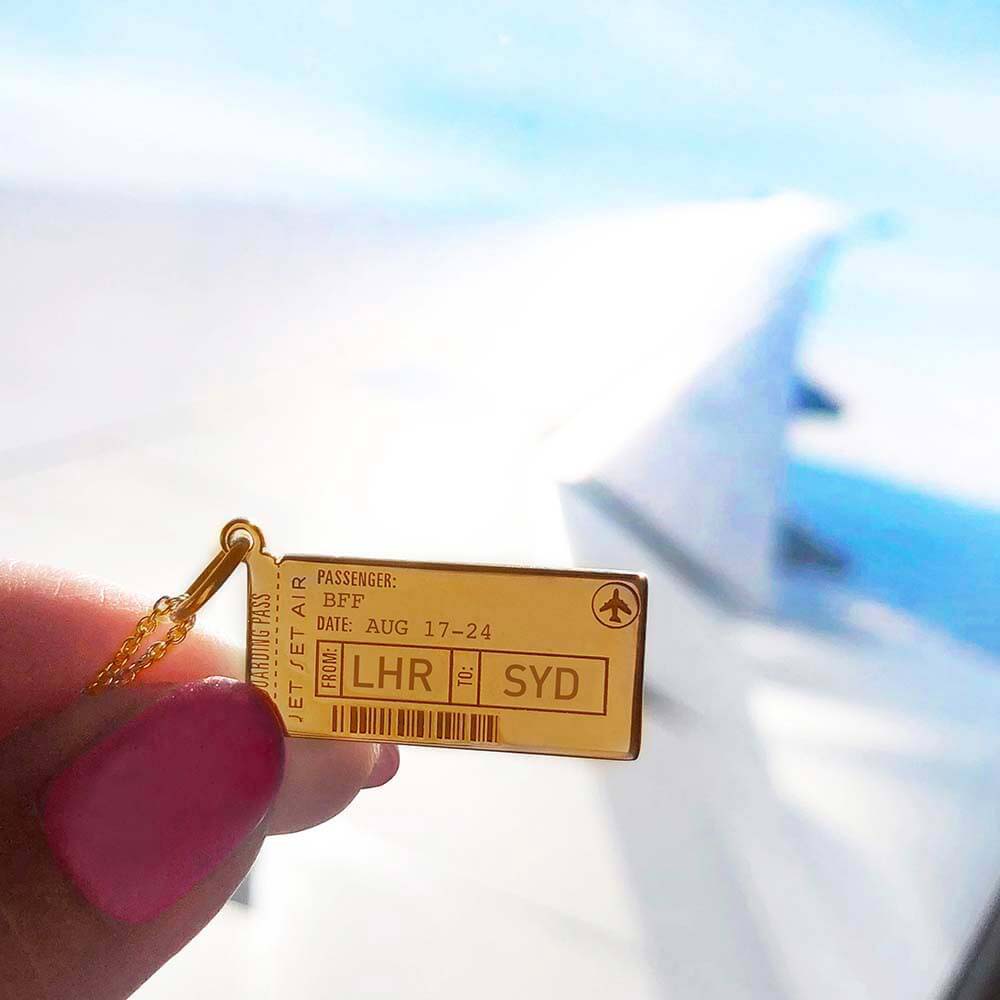 BOARDING PASS
JET SET AIR
PASSENGER:
BFF
DATE: AUG 17-24
FROM: LHR TO: SYD